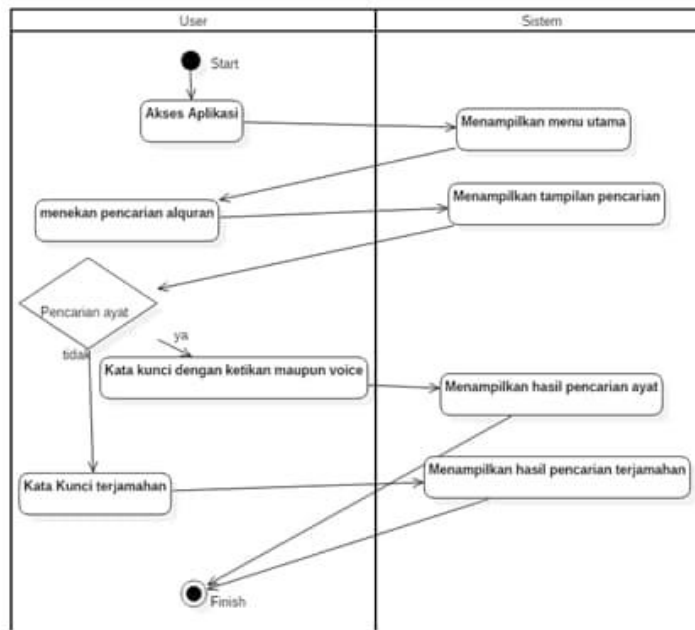 User
Sistem
Start
Akses Aplikasi
Menampilkan menu utama
menekan pencarian alquran
Menampilkan tampilan pencarian
Pencarian ayat
ya
tidak
Kata kunci dengan ketikan maupun voice
Menampilkan hasil pencarian ayat
Kata Kunci terjamahan
Menampilkan hasil pencarian terjamahan
Finish